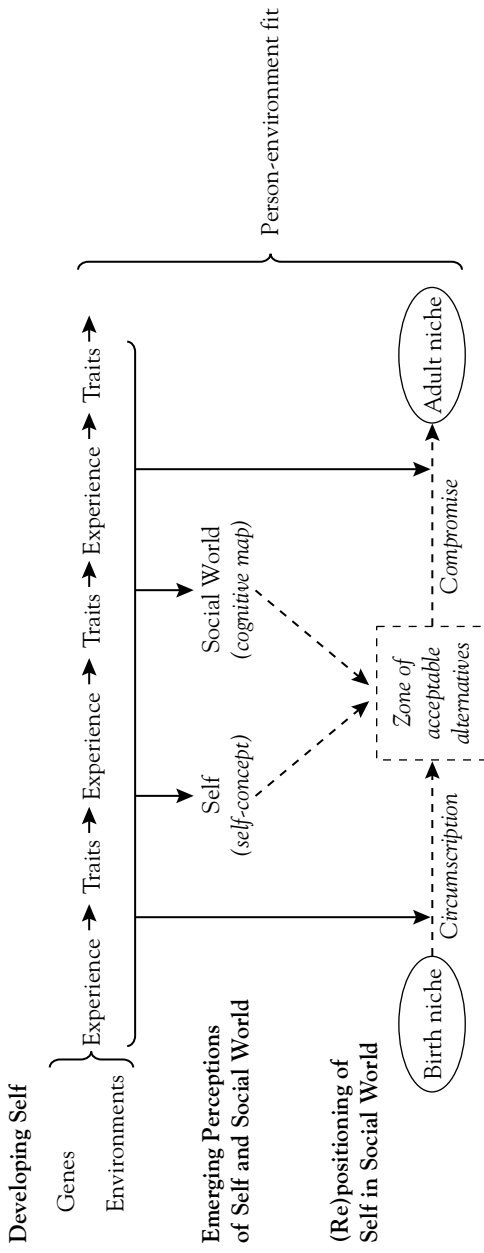 Developing Self
Genes
Environments
Experience Traits Experience Traits Experience Traits
Emerging Perceptions
of Self and Social World
Self
(self-concept)
Social World
(cognitive map)
(Re)positioning of
Self in Social World
Birth niche
Circumscription
Zone of
acceptable
alternatives
Compromise
Adult niche
Person-environment fit